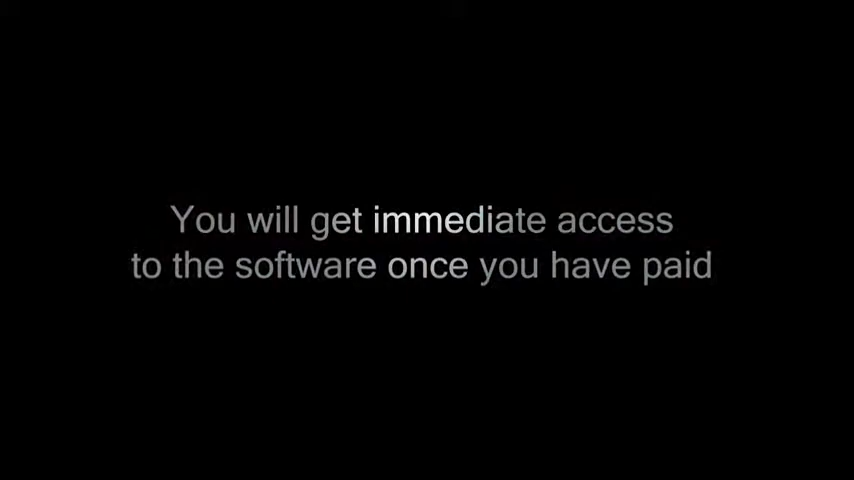 You will get immediate access
to the software once you have paid